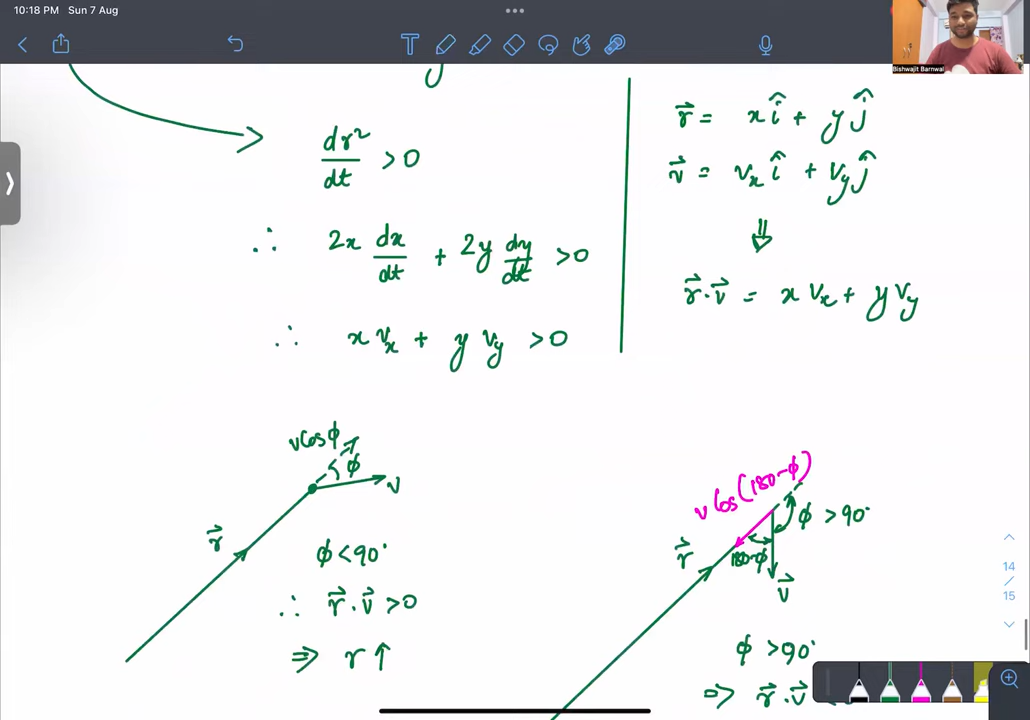 10:18 PM Sun 7 Aug
Bishwajit Barnwal
y
dr²/dt > 0
∴ 2x dx/dt + 2y dy/dt > 0
∴ x vₓ + y v_y > 0
r⃗ = x î + y ĵ
v⃗ = vₓ î + v_y ĵ
⇓
r⃗.v⃗ = x vₓ + y v_y
v cosϕ
ϕ
v
r⃗
ϕ < 90°
∴ r⃗.v⃗ > 0
⇒ r ↑
v cos(180-ϕ)
ϕ > 90°
r⃗
180-ϕ
v⃗
ϕ > 90°
⇒ r⃗.v⃗
14
15